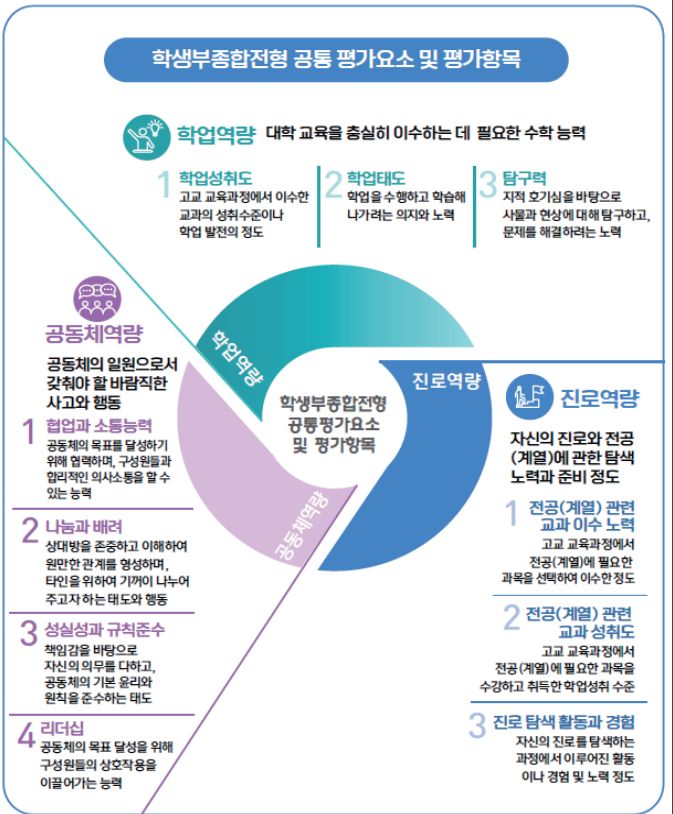 학생부종합전형 공통 평가요소 및 평가항목
학업역량 대학 교육을 충실히 이수하는 데 필요한 수학 능력
1 학업성취도
고교 교육과정에서 이수한
교과의 성취수준이나
학업 발전의 정도
2 학업태도
학업을 수행하고 학습해
나가려는 의지와 노력
3 탐구력
지적 호기심을 바탕으로
사물과 현상에 대해 탐구하고,
문제를 해결하려는 노력
학업역량
진로역량
공동체역량
학생부종합전형
공통평가요소
및 평가항목
공동체역량
공동체의 일원으로서
갖춰야 할 바람직한
사고와 행동
1 협업과 소통능력
공동체의 목표를 달성하기
위해 협력하며, 구성원들과
합리적인 의사소통을 할 수
있는 능력
2 나눔과 배려
상대방을 존중하고 이해하여
원만한 관계를 형성하며,
타인을 위하여 기꺼이 나누어
주고자 하는 태도와 행동
3 성실성과 규칙준수
책임감을 바탕으로
자신의 의무를 다하고,
공동체의 기본 윤리와
원칙을 준수하는 태도
4 리더십
공동체의 목표 달성을 위해
구성원들의 상호작용을
이끌어가는 능력
진로역량
자신의 진로와 전공
(계열)에 관한 탐색
노력과 준비 정도
1 전공(계열) 관련
교과 이수 노력
고교 교육과정에서
전공(계열)에 필요한
과목을 선택하여 이수한 정도
2 전공(계열) 관련
교과 성취도
고교 교육과정에서
전공(계열)에 필요한 과목을
수강하고 취득한 학업성취 수준
3 진로 탐색 활동과 경험
자신의 진로를 탐색하는
과정에서 이루어진 활동
이나 경험 및 노력 정도